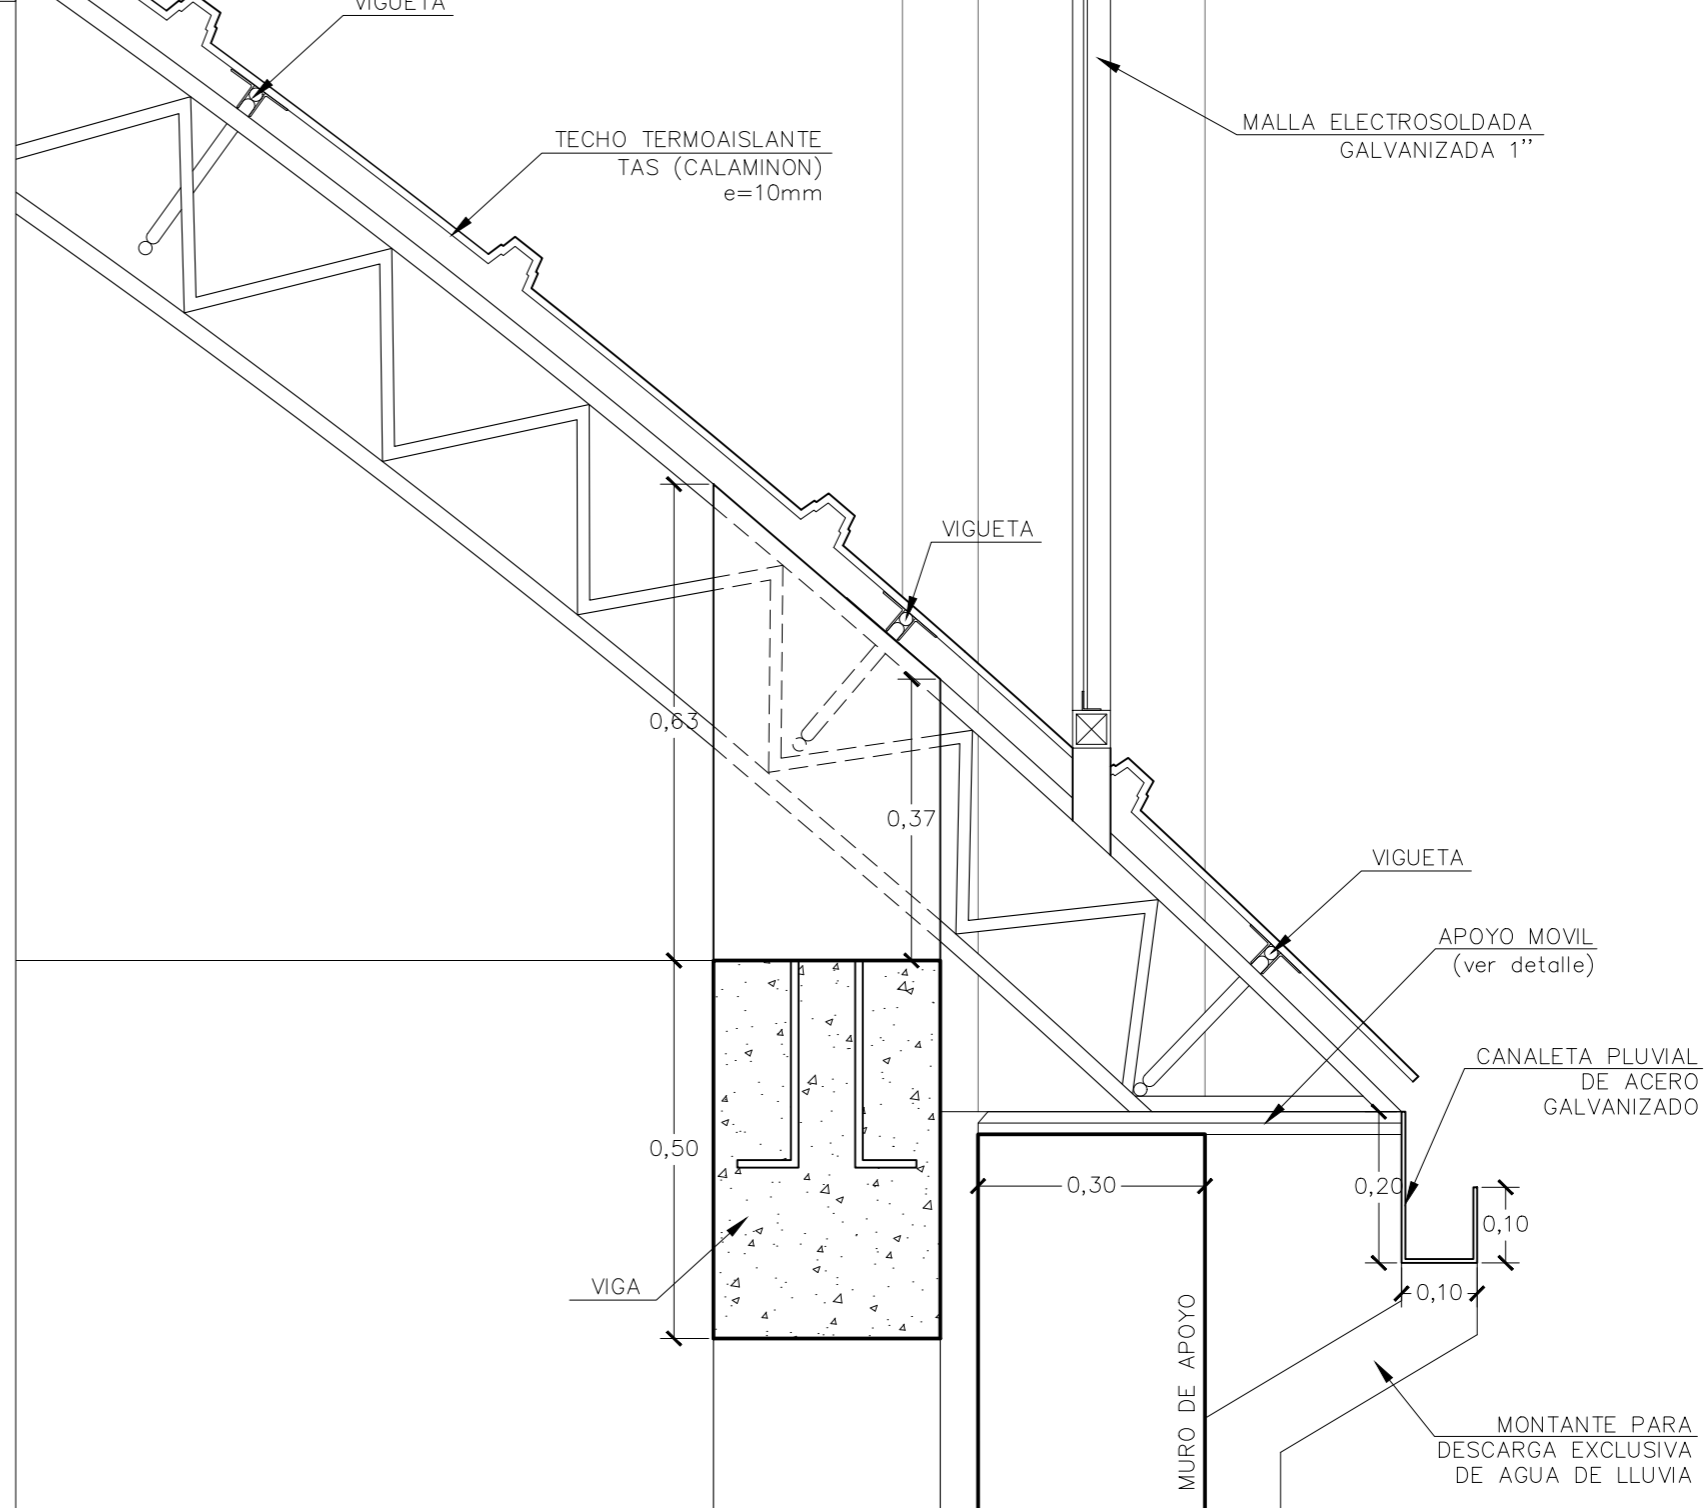 VIGUETA
MALLA ELECTROSOLDADA
GALVANIZADA 1’’
TECHO TERMOAISLANTE
TAS (CALAMINON)
e=10mm
VIGUETA
0,63
0,37
VIGUETA
APOYO MOVIL
(ver detalle)
CANALETA PLUVIAL
DE ACERO
GALVANIZADO
0,50
0,30
0,20
0,10
VIGA
0,10
MURO DE APOYO
MONTANTE PARA
DESCARGA EXCLUSIVA
DE AGUA DE LLUVIA